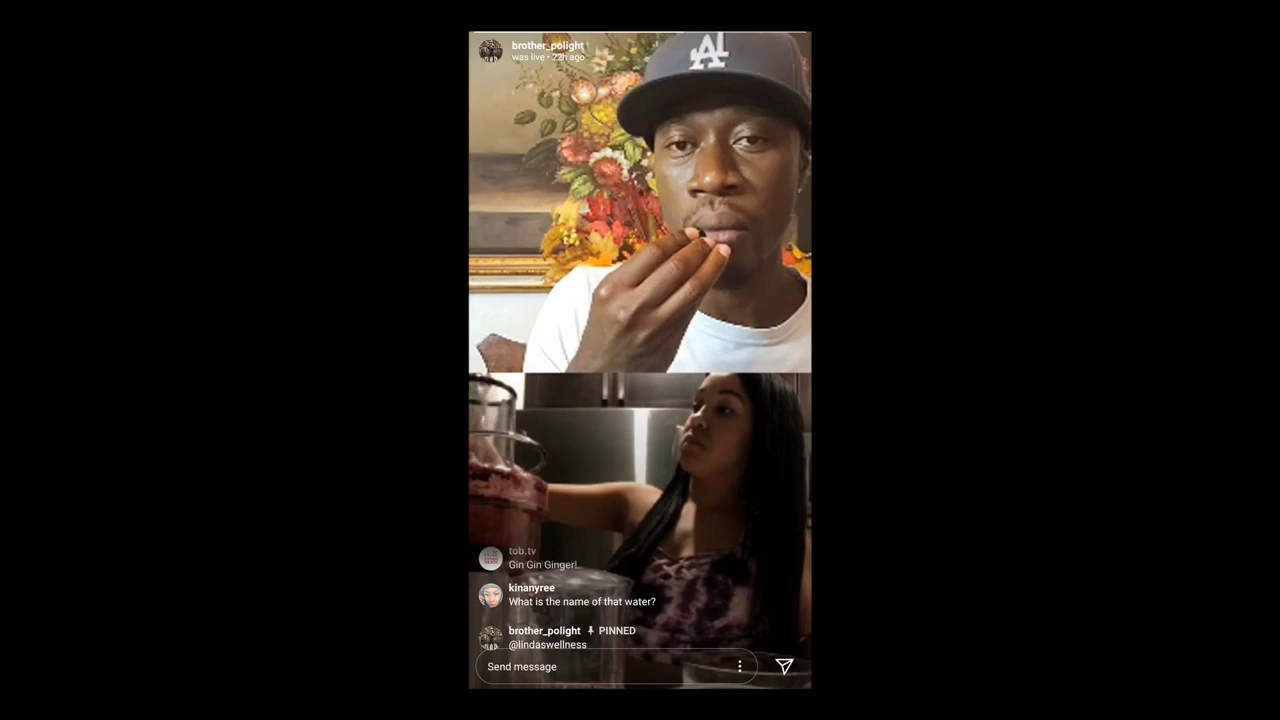 brother_polight
was live • 22h ago
LA
tob.tv
Gin Gin Ginger!..
kinanyree
What is the name of that water?
brother_polight PINNED
@lindaswellness
Send message